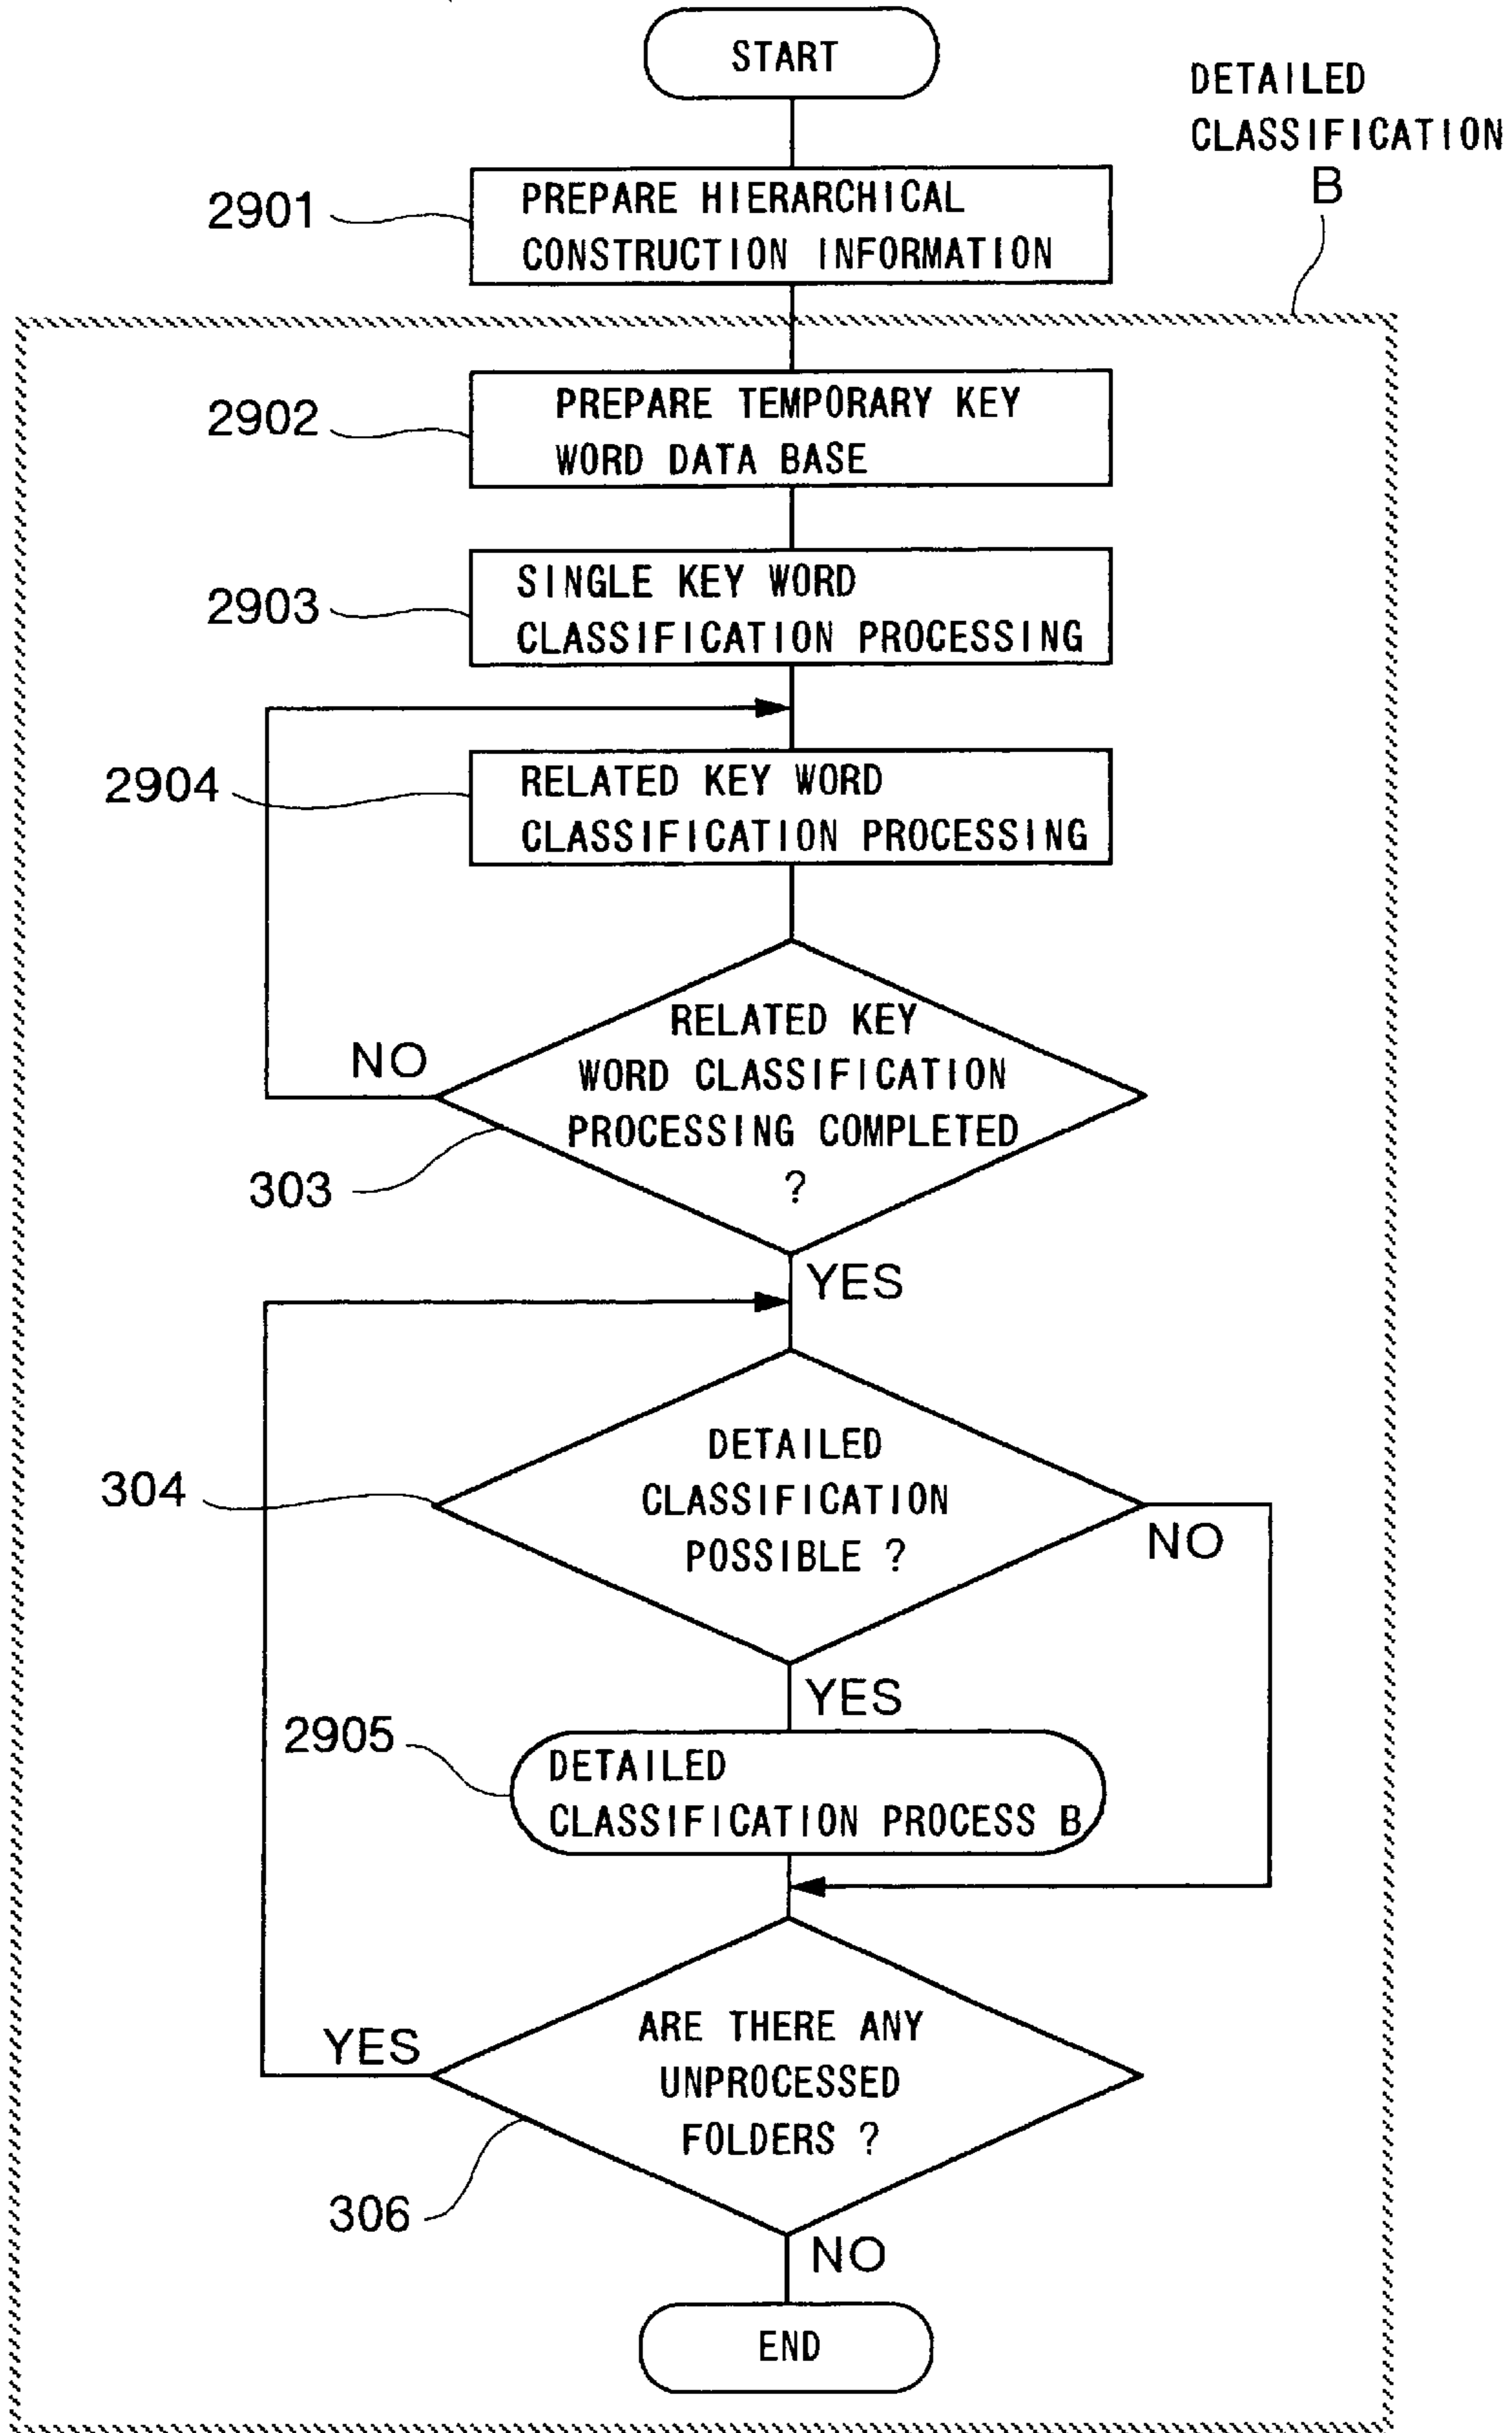 START
DETAILED
CLASSIFICATION
B
2901
PREPARE HIERARCHICAL
CONSTRUCTION INFORMATION
2902
PREPARE TEMPORARY KEY
WORD DATA BASE
2903
SINGLE KEY WORD
CLASSIFICATION PROCESSING
2904
RELATED KEY WORD
CLASSIFICATION PROCESSING
RELATED KEY
WORD CLASSIFICATION
PROCESSING COMPLETED
?
NO
303
YES
304
DETAILED
CLASSIFICATION
POSSIBLE ?
NO
YES
2905
DETAILED
CLASSIFICATION PROCESS B
ARE THERE ANY
UNPROCESSED
FOLDERS ?
YES
306
NO
END